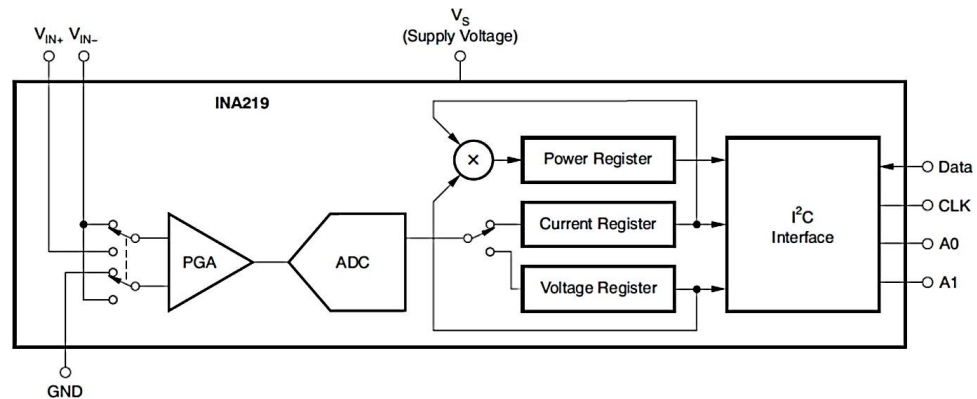 V_IN+ V_IN−
V_S
(Supply Voltage)
INA219
×
Power Register
Data
CLK
Current Register
I²C
Interface
A0
PGA
ADC
Voltage Register
A1
GND